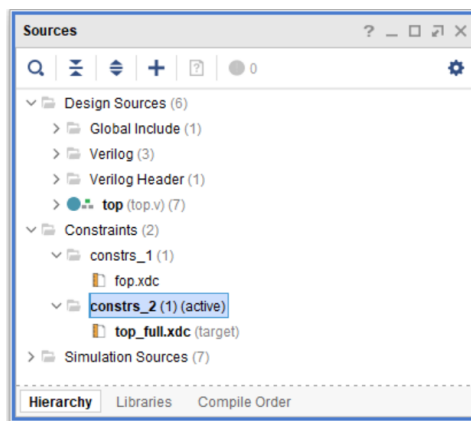 Sources ? _ X
0
Design Sources (6)
Global Include (1)
Verilog (3)
Verilog Header (1)
top (top.v) (7)
Constraints (2)
constrs_1 (1)
fop.xdc
constrs_2 (1) (active)
top_full.xdc (target)
Simulation Sources (7)
Hierarchy Libraries Compile Order